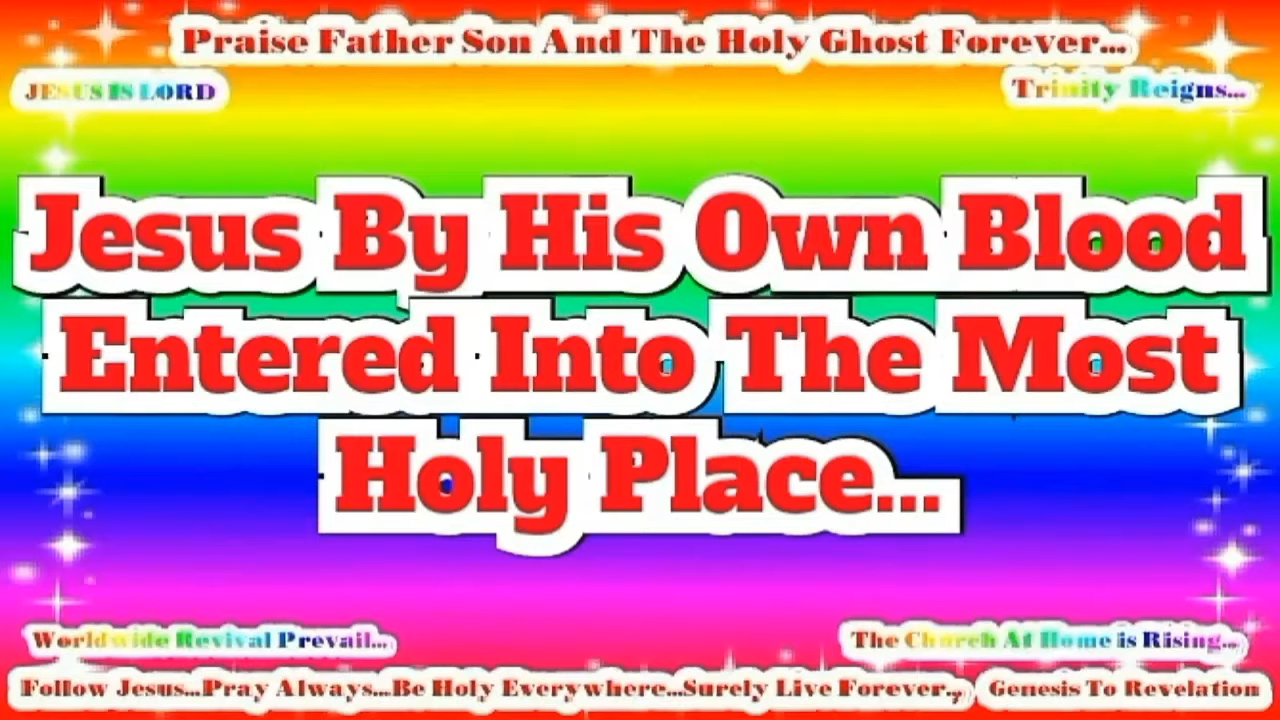 Praise Father Son And The Holy Ghost Forever...
JESUS IS LORD
Trinity Reigns...
Jesus By His Own Blood
Entered Into The Most
Holy Place...
Worldwide Revival Prevail...
The Church At Home is Rising...
Follow Jesus...Pray Always...Be Holy Everywhere...Surely Live Forever..,
Genesis To Revelation